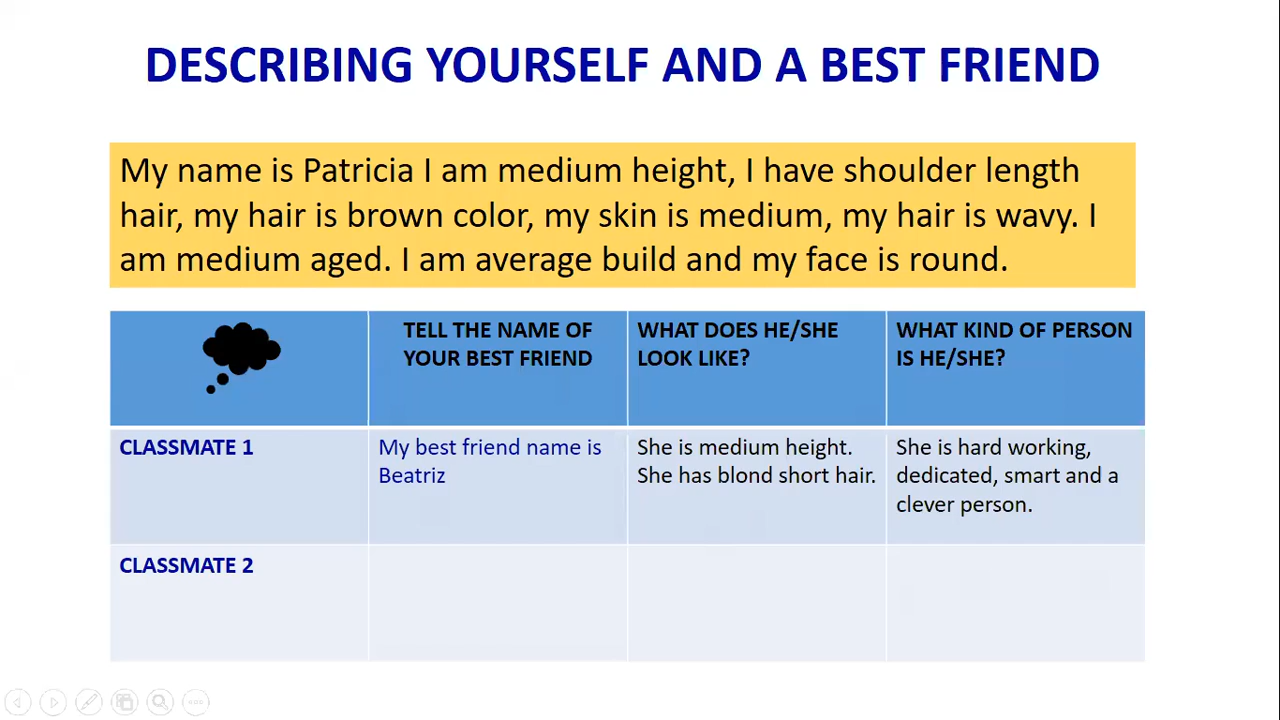 DESCRIBING YOURSELF AND A BEST FRIEND
My name is Patricia I am medium height, I have shoulder length
hair, my hair is brown color, my skin is medium, my hair is wavy. I
am medium aged. I am average build and my face is round.
TELL THE NAME OF
YOUR BEST FRIEND
WHAT DOES HE/SHE
LOOK LIKE?
WHAT KIND OF PERSON
IS HE/SHE?
CLASSMATE 1
My best friend name is
Beatriz
She is medium height.
She has blond short hair.
She is hard working,
dedicated, smart and a
clever person.
CLASSMATE 2